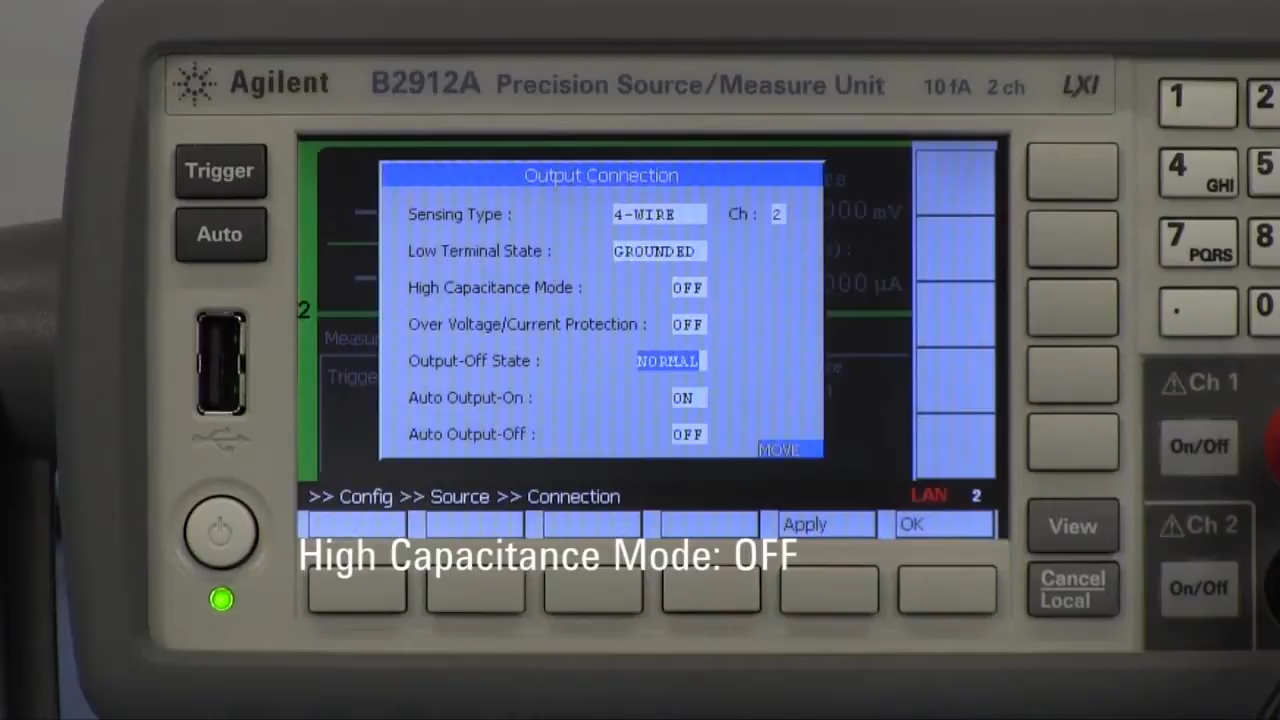 Agilent B2912A Precision Source/Measure Unit 10fA 2 ch LXI
Trigger
Auto
Output Connection
Sensing Type : 4-WIRE Ch : 2
Low Terminal State : GROUNDED
High Capacitance Mode : OFF
Over Voltage/Current Protection : OFF
Output-Off State : NORMAL
Auto Output-On : ON
Auto Output-Off : OFF
MOVE
2
mV
µA
>> Config >> Source >> Connection
LAN 2
Apply OK
High Capacitance Mode: OFF
View
Cancel
Local
1 2
4 GHI 5
7 PQRS 8
. 0
Ch 1
On/Off
Ch 2
On/Off